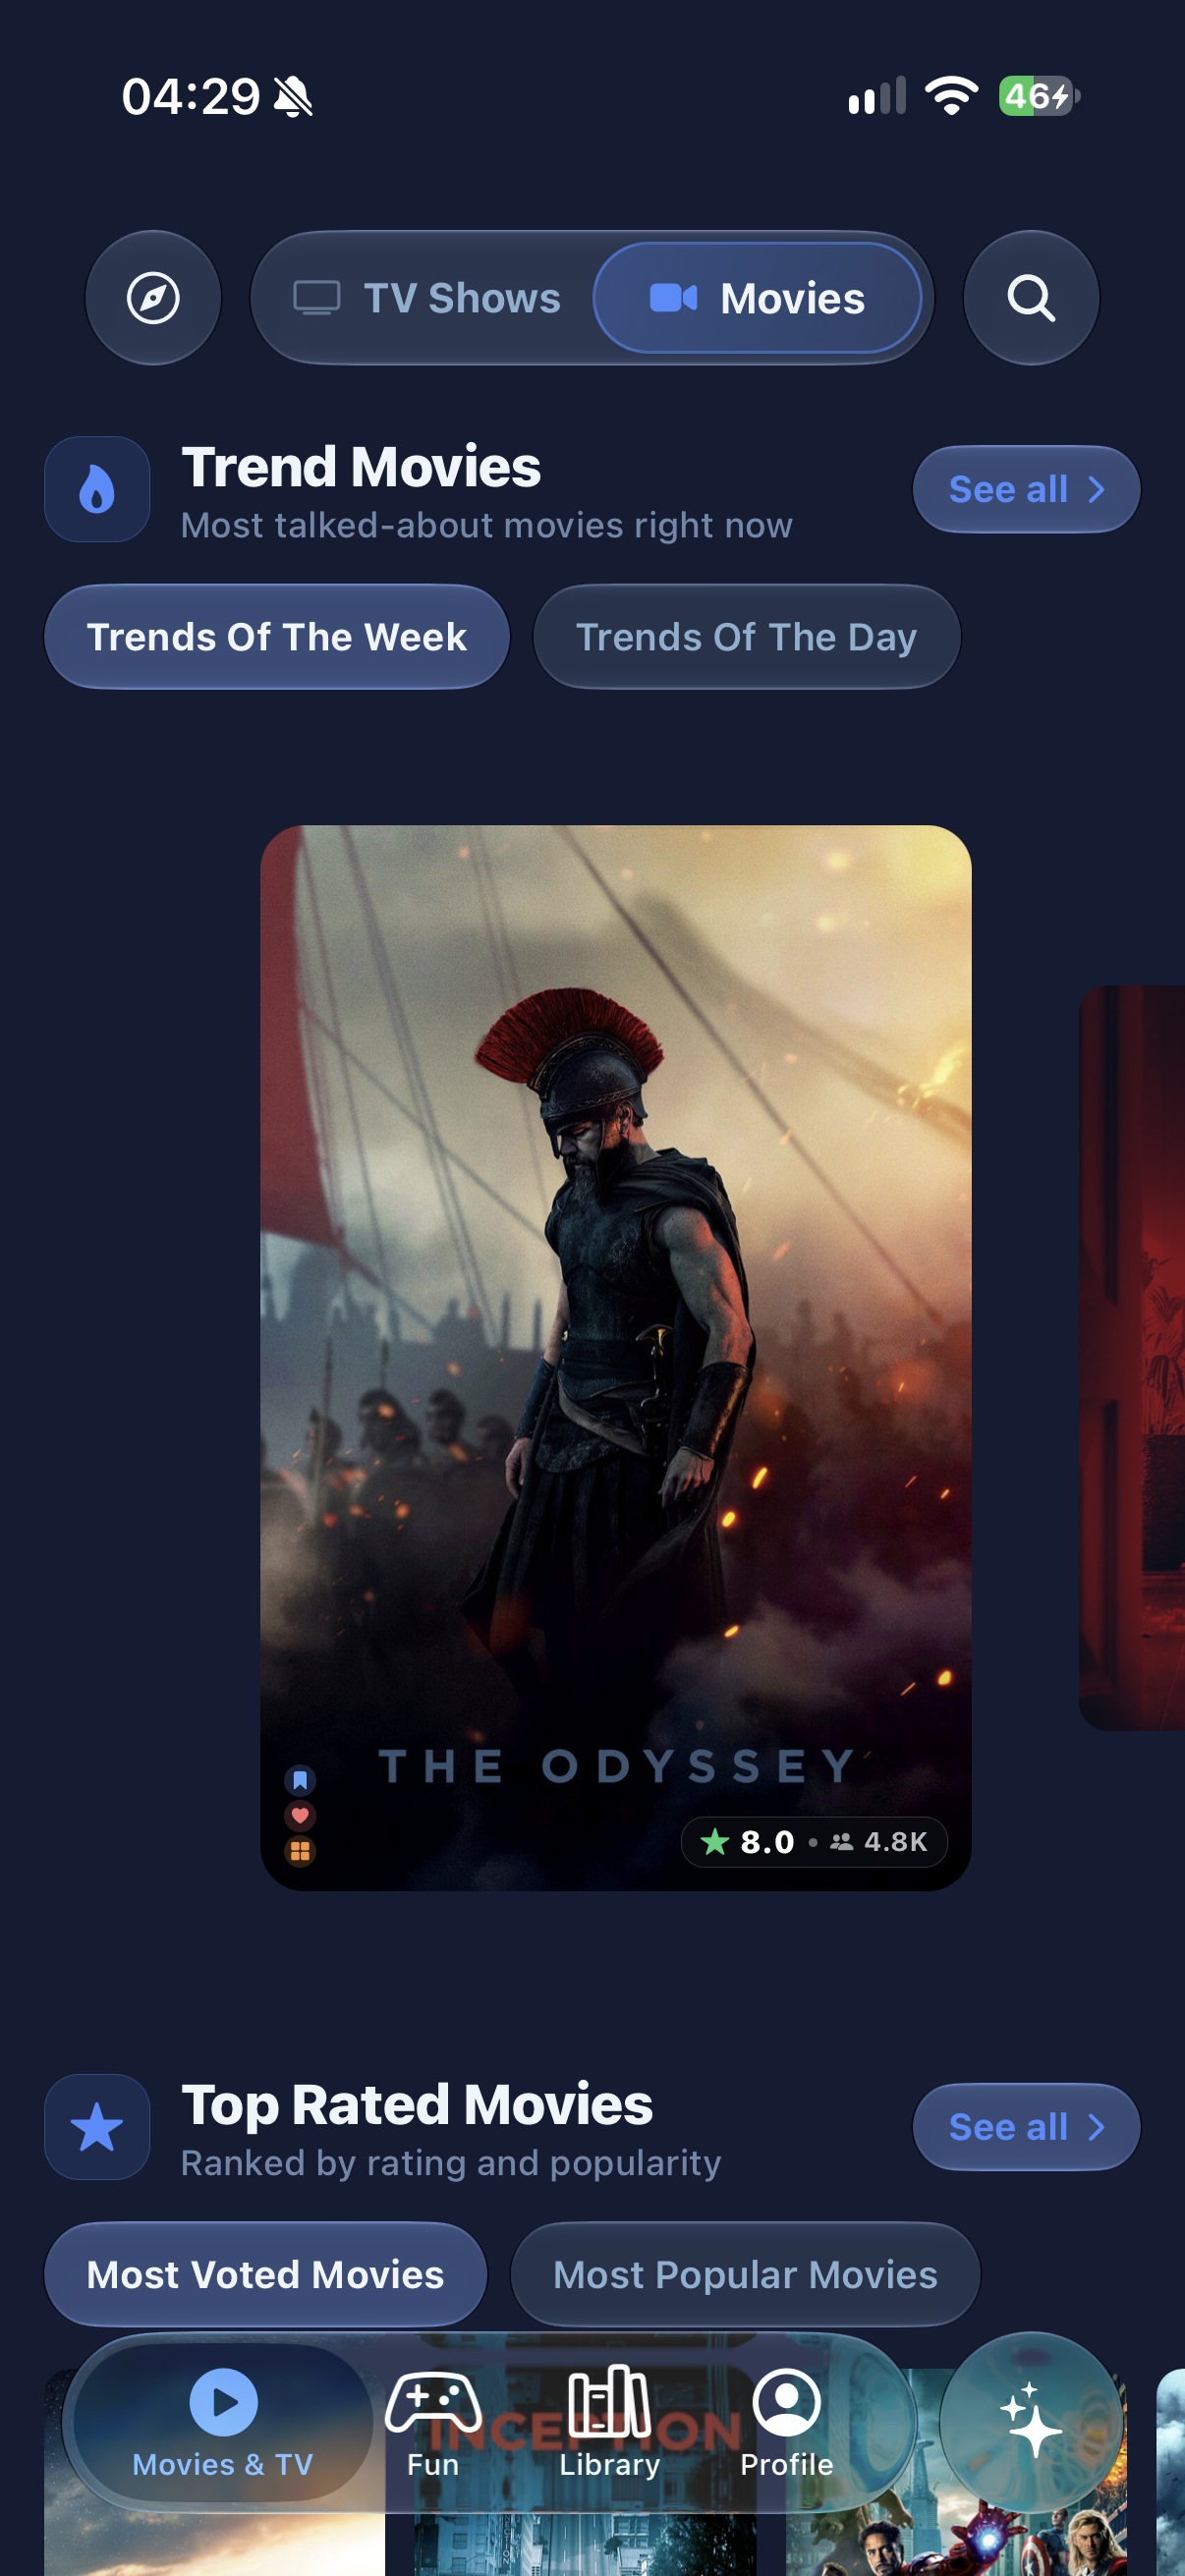 04:29
46
TV Shows
Movies
Trend Movies
Most talked-about movies right now
See all
Trends Of The Week
Trends Of The Day
THE ODYSSEY
8.0 • 4.8K
Top Rated Movies
Ranked by rating and popularity
See all
Most Voted Movies
Most Popular Movies
INCEPTION
Movies & TV
Fun
Library
Profile